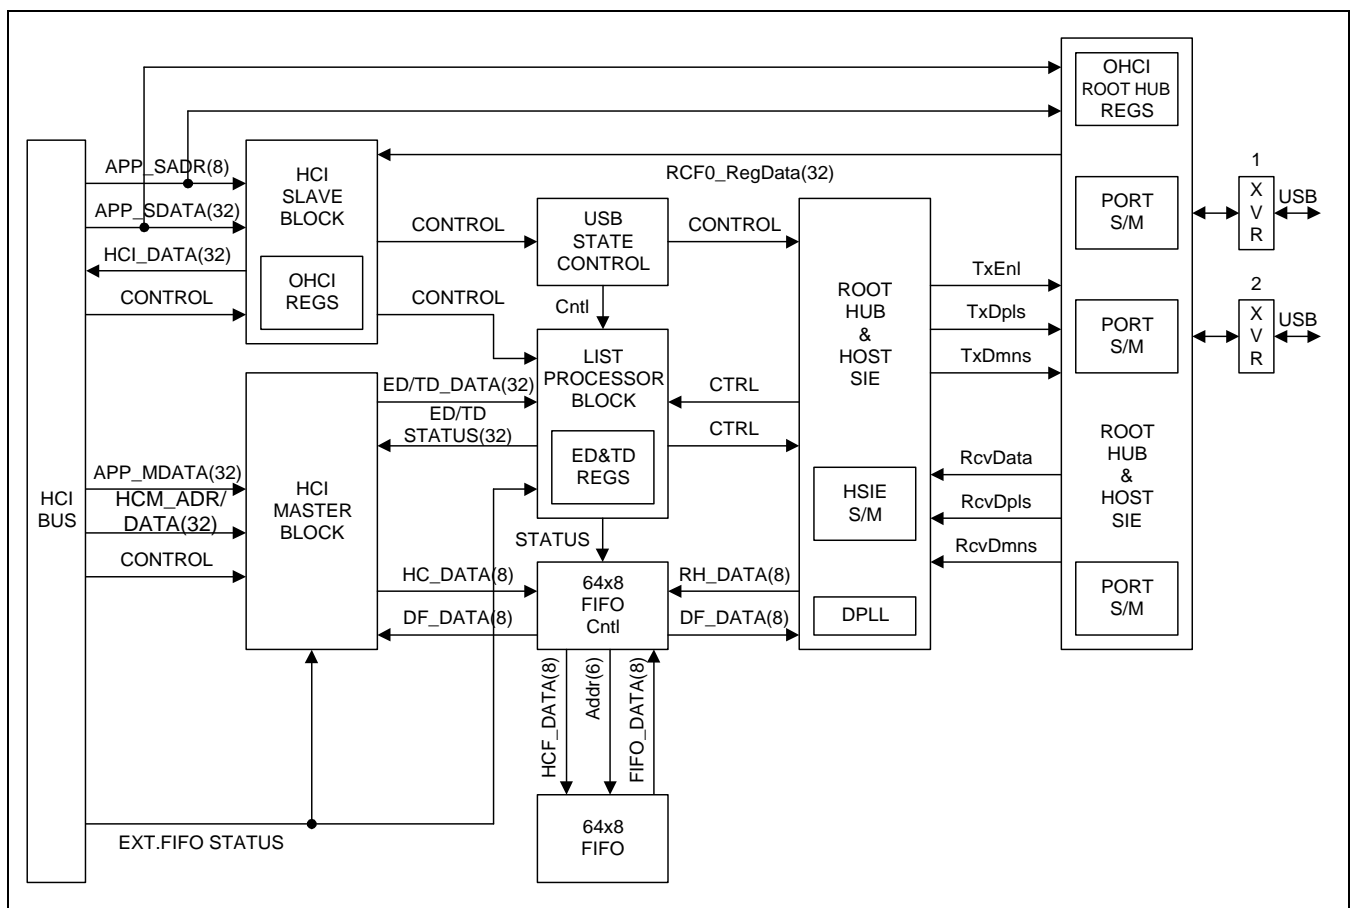 OHCI
ROOT HUB
REGS
APP_SADR(8)
APP_SDATA(32)
HCI_DATA(32)
CONTROL
HCI
SLAVE
BLOCK
OHCI
REGS
RCF0_RegData(32)
CONTROL
CONTROL
USB
STATE
CONTROL
CONTROL
Cntl
ROOT
HUB
&
HOST
SIE
TxEnl
TxDpls
TxDmns
PORT
S/M
PORT
S/M
1
X
V
R
USB
2
X
V
R
USB
LIST
PROCESSOR
BLOCK
ED&TD
REGS
ED/TD_DATA(32)
ED/TD
STATUS(32)
CTRL
CTRL
HCI
BUS
APP_MDATA(32)
HCM_ADR/
DATA(32)
CONTROL
HCI
MASTER
BLOCK
HSIE
S/M
DPLL
RcvData
RcvDpls
RcvDmns
ROOT
HUB
&
HOST
SIE
PORT
S/M
STATUS
HC_DATA(8)
DF_DATA(8)
64x8
FIFO
Cntl
RH_DATA(8)
DF_DATA(8)
HCF_DATA(8)
Addr(6)
FIFO_DATA(8)
64x8
FIFO
EXT.FIFO STATUS